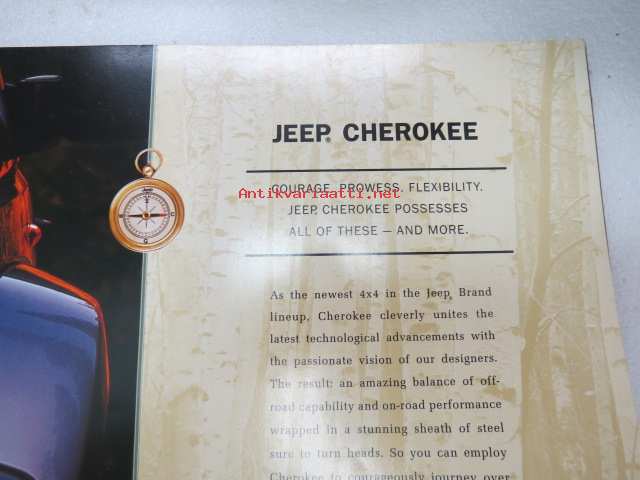 JEEP® CHEROKEE
COURAGE. PROWESS. FLEXIBILITY.
Antikvariaatti.net
JEEP® CHEROKEE POSSESSES
ALL OF THESE — AND MORE.
As the newest 4x4 in the Jeep® Brand
lineup, Cherokee cleverly unites the
latest technological advancements with
the passionate vision of our designers.
The result: an amazing balance of off-
road capability and on-road performance
wrapped in a stunning sheath of steel
sure to turn heads. So you can employ
Cherokee to courageously journey over